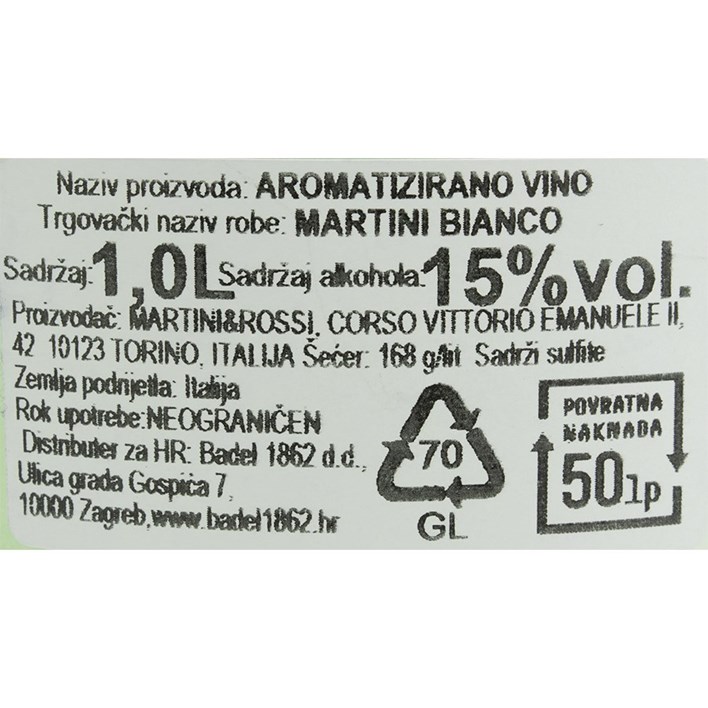 Naziv proizvoda: AROMATIZIRANO VINO
Trgovački naziv robe: MARTINI BIANCO
Sadržaj: 1,0L Sadržaj alkohola: 15%vol.
Proizvođač: MARTINI&ROSSI, CORSO VITTORIO EMANUELE II,
42 10123 TORINO, ITALIJA Šećer: 168 g/lit Sadrži sulfite
Zemlja podrijetla: Italija
Rok upotrebe: NEOGRANIČEN
Distributer za HR: Badel 1862 d.d.,
Ulica grada Gospića 7,
10000 Zagreb, www.badel1862.hr
70
GL
POVRATNA
NAKNADA
50 lp